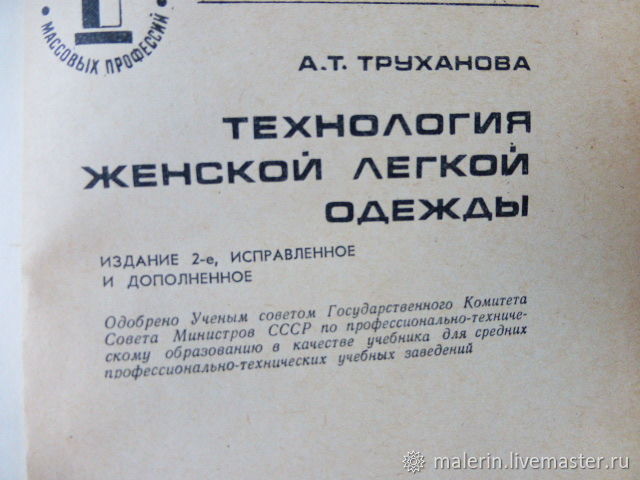 МАССОВЫХ ПРОФЕССИЙ
А.Т. ТРУХАНОВА
ТЕХНОЛОГИЯ
ЖЕНСКОЙ ЛЕГКОЙ
ОДЕЖДЫ
ИЗДАНИЕ 2-е, ИСПРАВЛЕННОЕ
И ДОПОЛНЕННОЕ
Одобрено Ученым советом Государственного Комитета
Совета Министров СССР по профессионально-техниче-
скому образованию в качестве учебника для средних
профессионально-технических учебных заведений
malerin.livemaster.ru